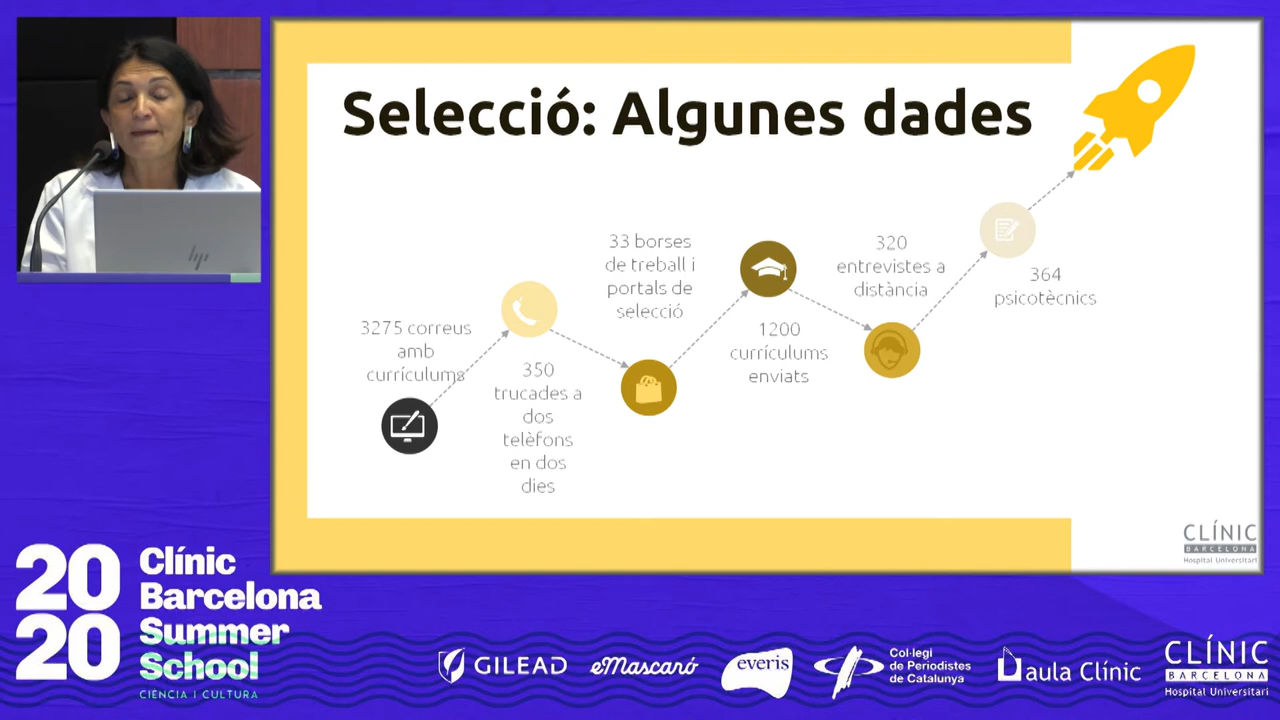 Selecció: Algunes dades
3275 correus
amb
currículums
350
trucades a
dos
telèfons
en dos
dies
33 borses
de treball i
portals de
selecció
1200
currículums
enviats
320
entrevistes a
distància
364
psicotècnics
CLÍNIC
BARCELONA
Hospital Universitari
hp
2020
Clínic
Barcelona
Summer
School
CIÈNCIA I CULTURA
GILEAD
eMascaró
everis
Col·legi
de Periodistes
de Catalunya
aula Clínic
CLÍNIC
BARCELONA
Hospital Universitari